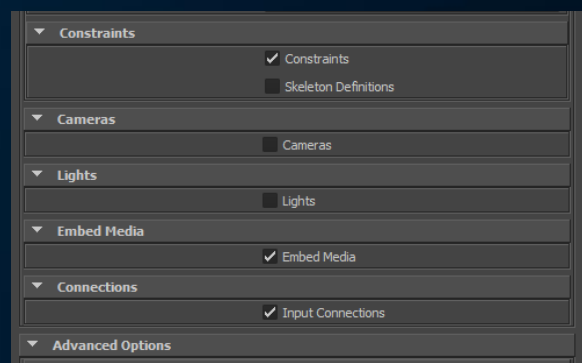 Constraints
Constraints
Skeleton Definitions
Cameras
Cameras
Lights
Lights
Embed Media
Embed Media
Connections
Input Connections
Advanced Options